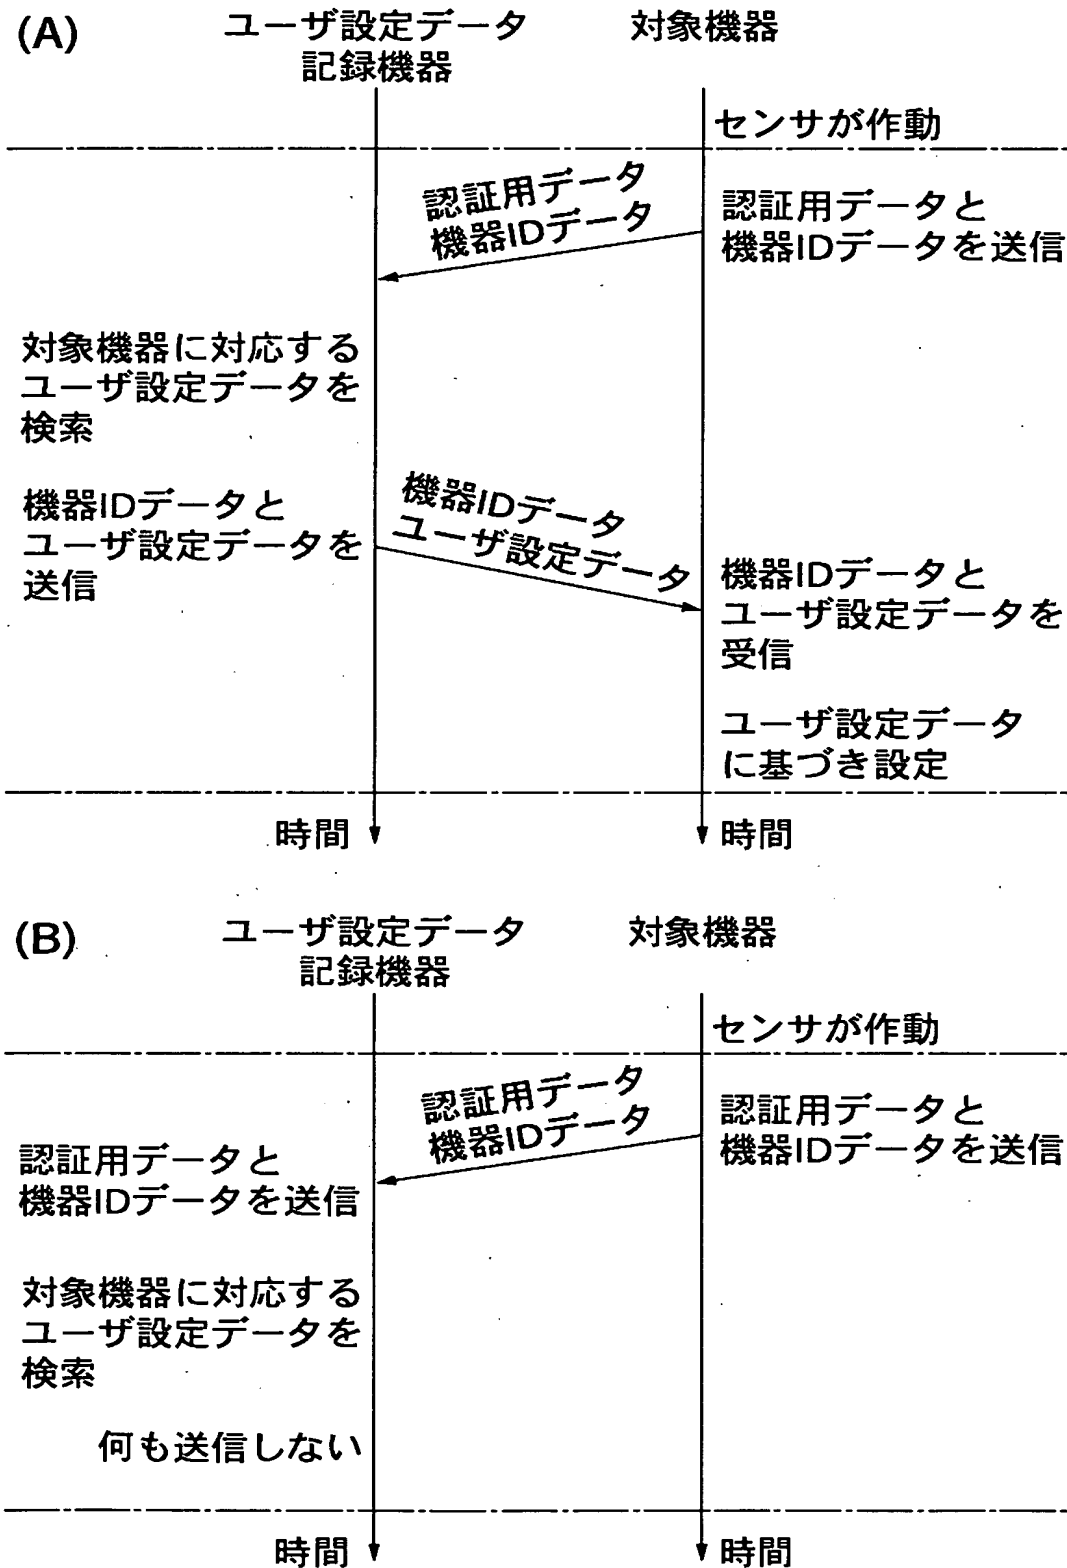 (A)
ユーザ設定データ
記録機器
対象機器
センサが作動
認証用データ
機器IDデータ
認証用データと
機器IDデータを送信
対象機器に対応する
ユーザ設定データを
検索
機器IDデータと
ユーザ設定データを
送信
機器IDデータ
ユーザ設定データ
機器IDデータと
ユーザ設定データを
受信
ユーザ設定データ
に基づき設定
時間
時間
(B)
ユーザ設定データ
記録機器
対象機器
センサが作動
認証用データ
機器IDデータ
認証用データと
機器IDデータを送信
認証用データと
機器IDデータを送信
対象機器に対応する
ユーザ設定データを
検索
何も送信しない
時間
時間